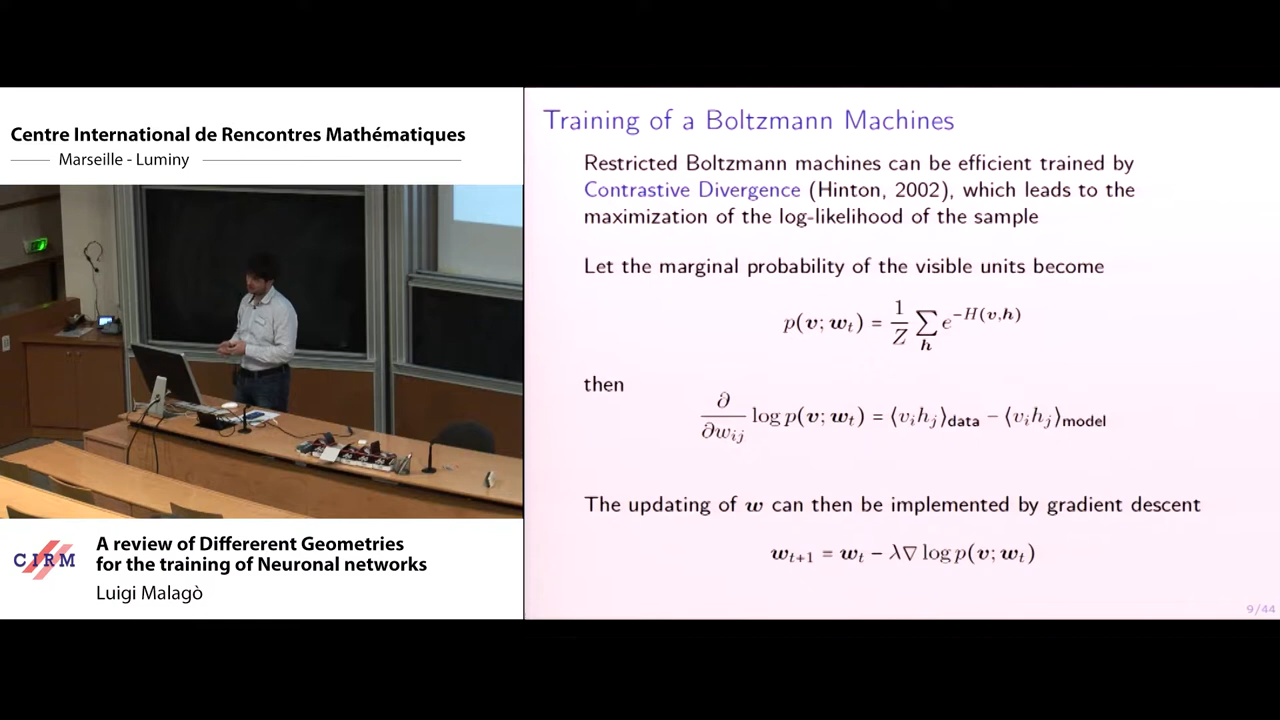 Centre International de Rencontres Mathématiques
Marseille - Luminy
Training of a Boltzmann Machines
Restricted Boltzmann machines can be efficient trained by
Contrastive Divergence (Hinton, 2002), which leads to the
maximization of the log-likelihood of the sample
Let the marginal probability of the visible units become
p(v; w_t) = 1/Z ∑_h e^{−H(v,h)}
then
∂/∂w_{ij} log p(v; w_t) = ⟨v_i h_j⟩_data − ⟨v_i h_j⟩_model
The updating of w can then be implemented by gradient descent
w_{t+1} = w_t − λ∇ log p(v; w_t)
9/44
CIRM
A review of Differerent Geometries
for the training of Neuronal networks
Luigi Malagò